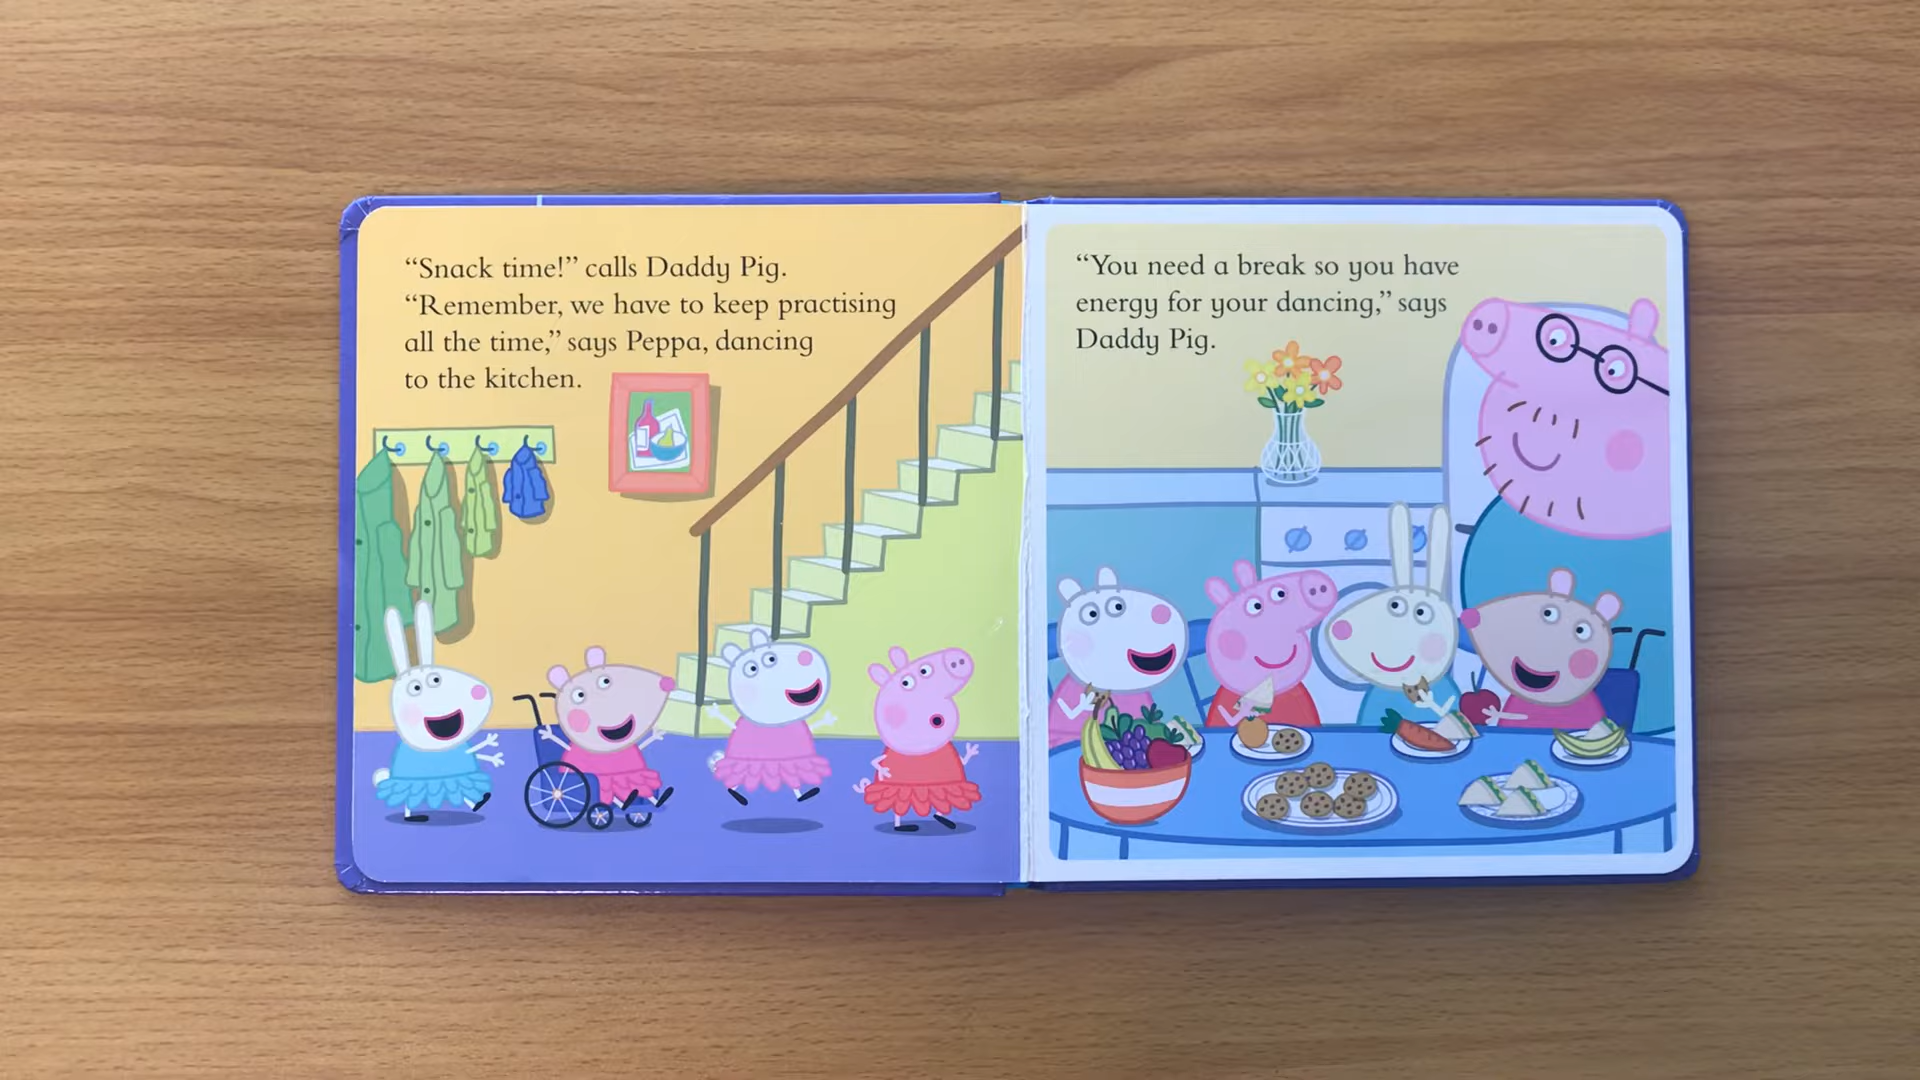 “Snack time!” calls Daddy Pig.
“Remember, we have to keep practising
all the time,” says Peppa, dancing
to the kitchen.
“You need a break so you have
energy for your dancing,” says
Daddy Pig.